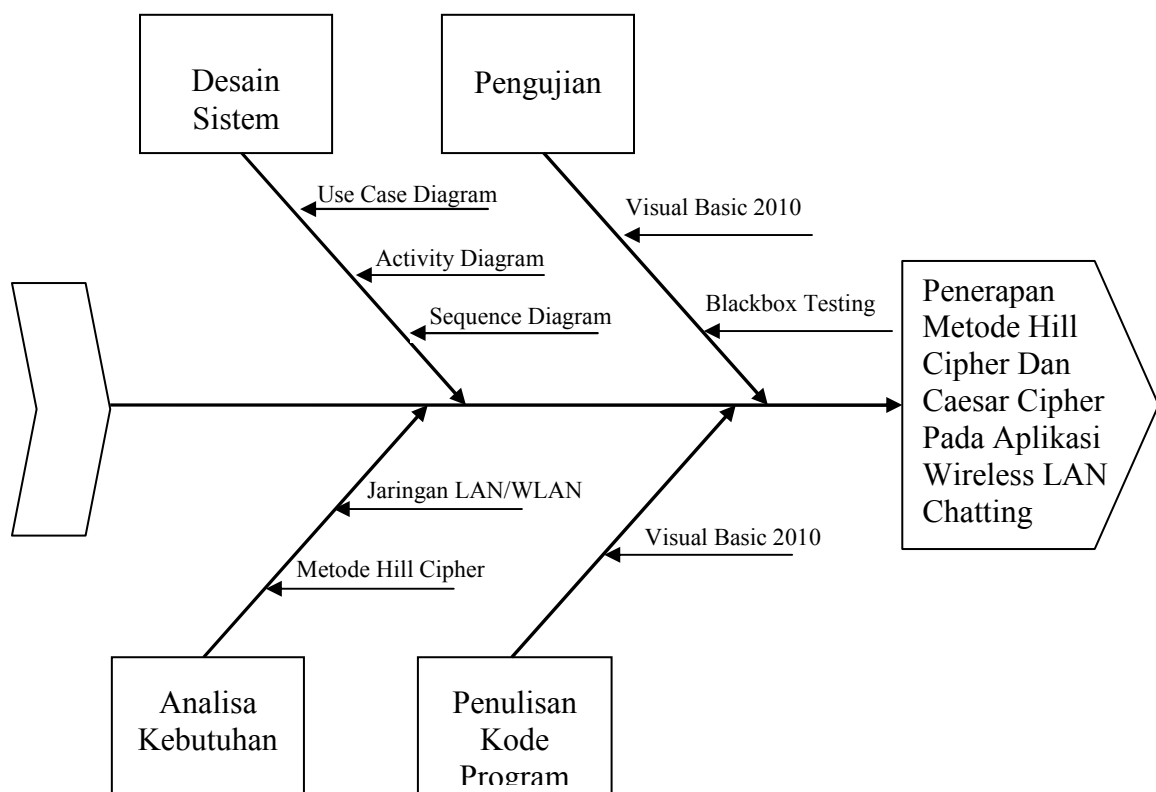 Desain
Sistem
Pengujian
Use Case Diagram
Activity Diagram
Sequence Diagram
Visual Basic 2010
Blackbox Testing
Penerapan
Metode Hill
Cipher Dan
Caesar Cipher
Pada Aplikasi
Wireless LAN
Chatting
Jaringan LAN/WLAN
Metode Hill Cipher
Visual Basic 2010
Analisa
Kebutuhan
Penulisan
Kode
Program